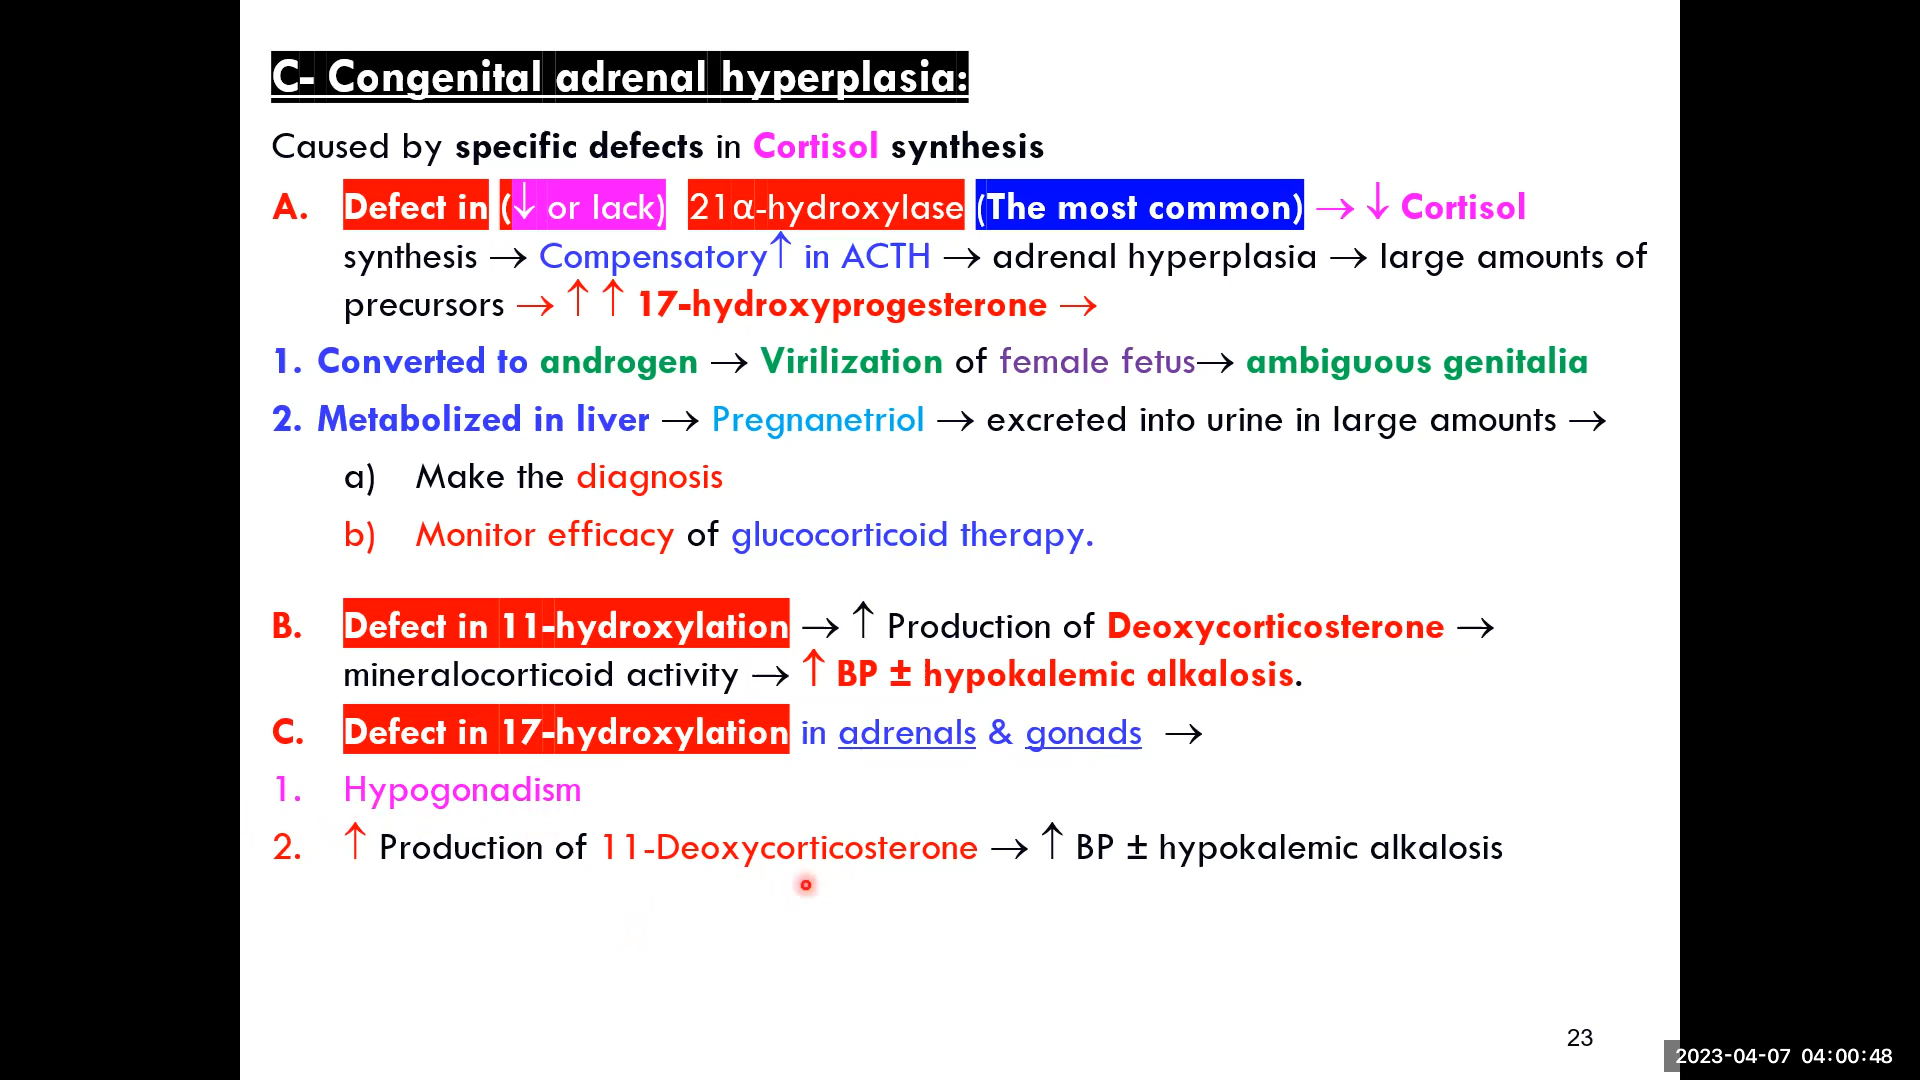 C- Congenital adrenal hyperplasia:
Caused by specific defects in Cortisol synthesis
A. Defect in (↓ or lack) 21α-hydroxylase (The most common) → ↓ Cortisol
synthesis → Compensatory↑ in ACTH → adrenal hyperplasia → large amounts of
precursors → ↑ ↑ 17-hydroxyprogesterone →
1. Converted to androgen → Virilization of female fetus→ ambiguous genitalia
2. Metabolized in liver → Pregnanetriol → excreted into urine in large amounts →
a) Make the diagnosis
b) Monitor efficacy of glucocorticoid therapy.
B. Defect in 11-hydroxylation → ↑ Production of Deoxycorticosterone →
mineralocorticoid activity → ↑ BP ± hypokalemic alkalosis.
C. Defect in 17-hydroxylation in adrenals & gonads →
1. Hypogonadism
2. ↑ Production of 11-Deoxycorticosterone → ↑ BP ± hypokalemic alkalosis
23
2023-04-07 04:00:48